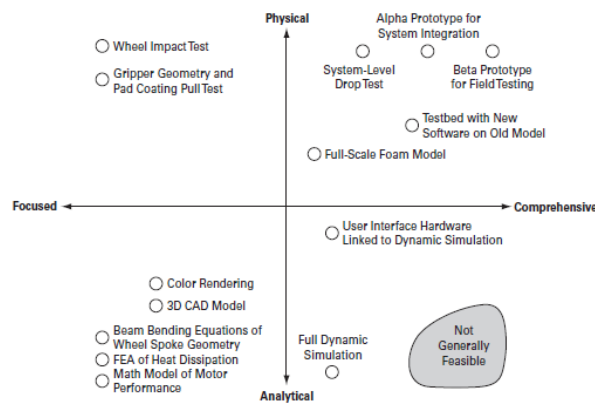 Physical
Alpha Prototype for
System Integration
Wheel Impact Test
Gripper Geometry and
Pad Coating Pull Test
System-Level
Drop Test
Beta Prototype
for Field Testing
Testbed with New
Software on Old Model
Full-Scale Foam Model
Focused
Comprehensive
User Interface Hardware
Linked to Dynamic Simulation
Color Rendering
3D CAD Model
Beam Bending Equations of
Wheel Spoke Geometry
FEA of Heat Dissipation
Math Model of Motor
Performance
Full Dynamic
Simulation
Not
Generally
Feasible
Analytical